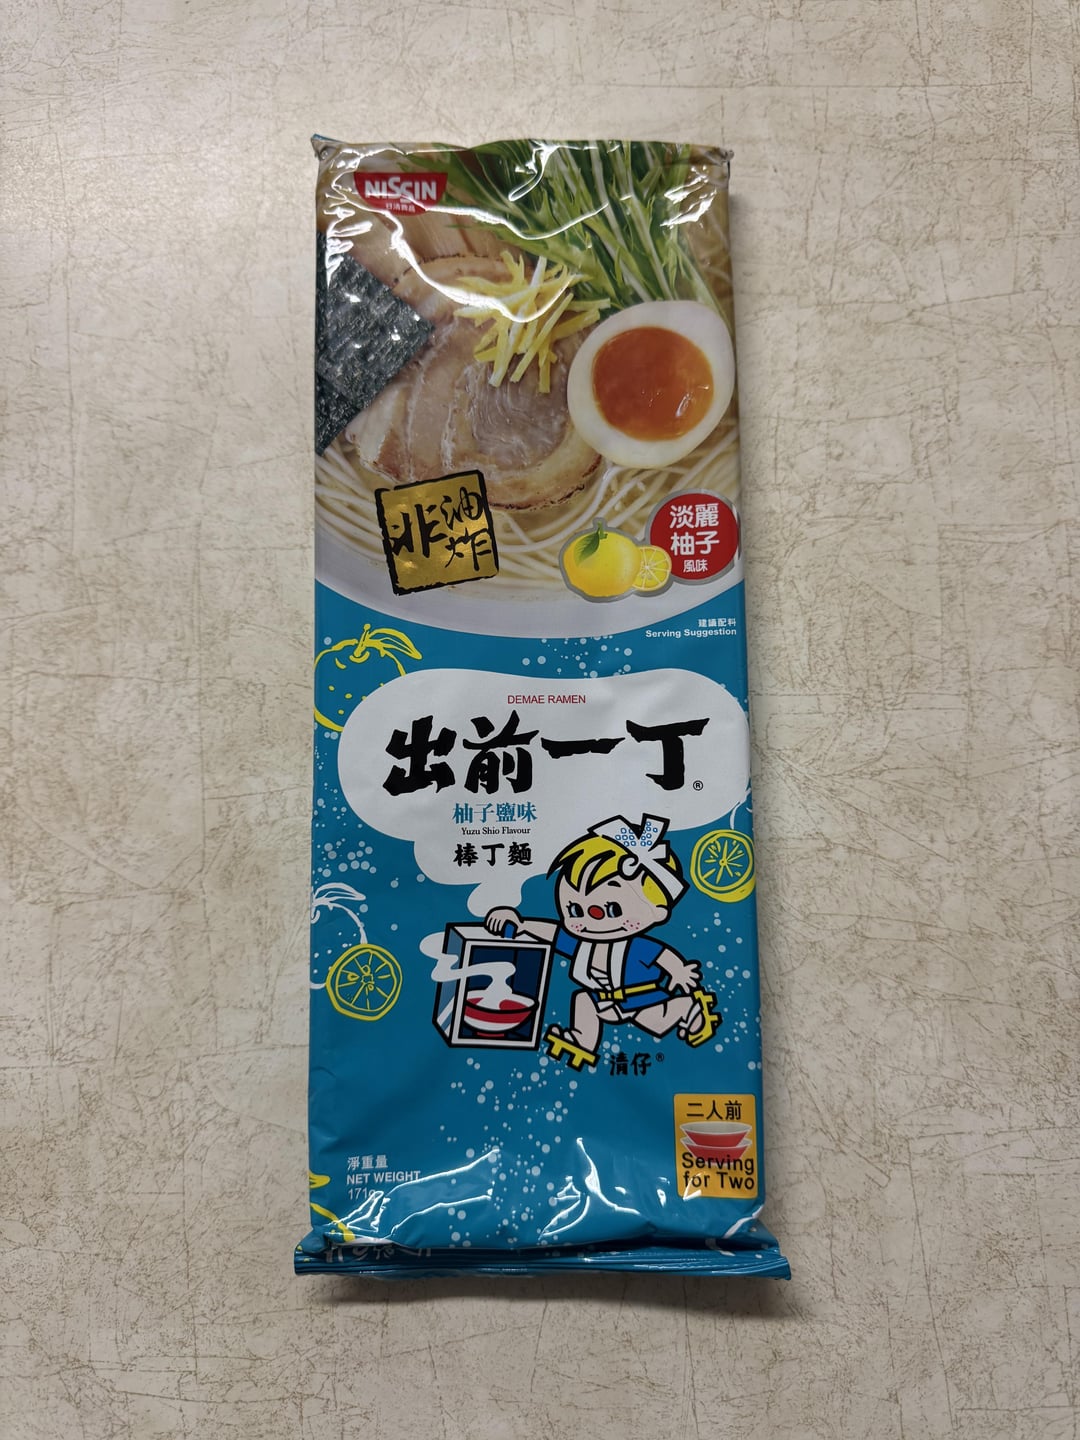 NISSIN
日清食品
非油炸
淡麗
柚子
風味
建議配料
Serving Suggestion
DEMAE RAMEN
出前一丁®
柚子鹽味
Yuzu Shio Flavour
棒丁麵
清仔®
二人前
Serving
for Two
淨重量
NET WEIGHT
171g